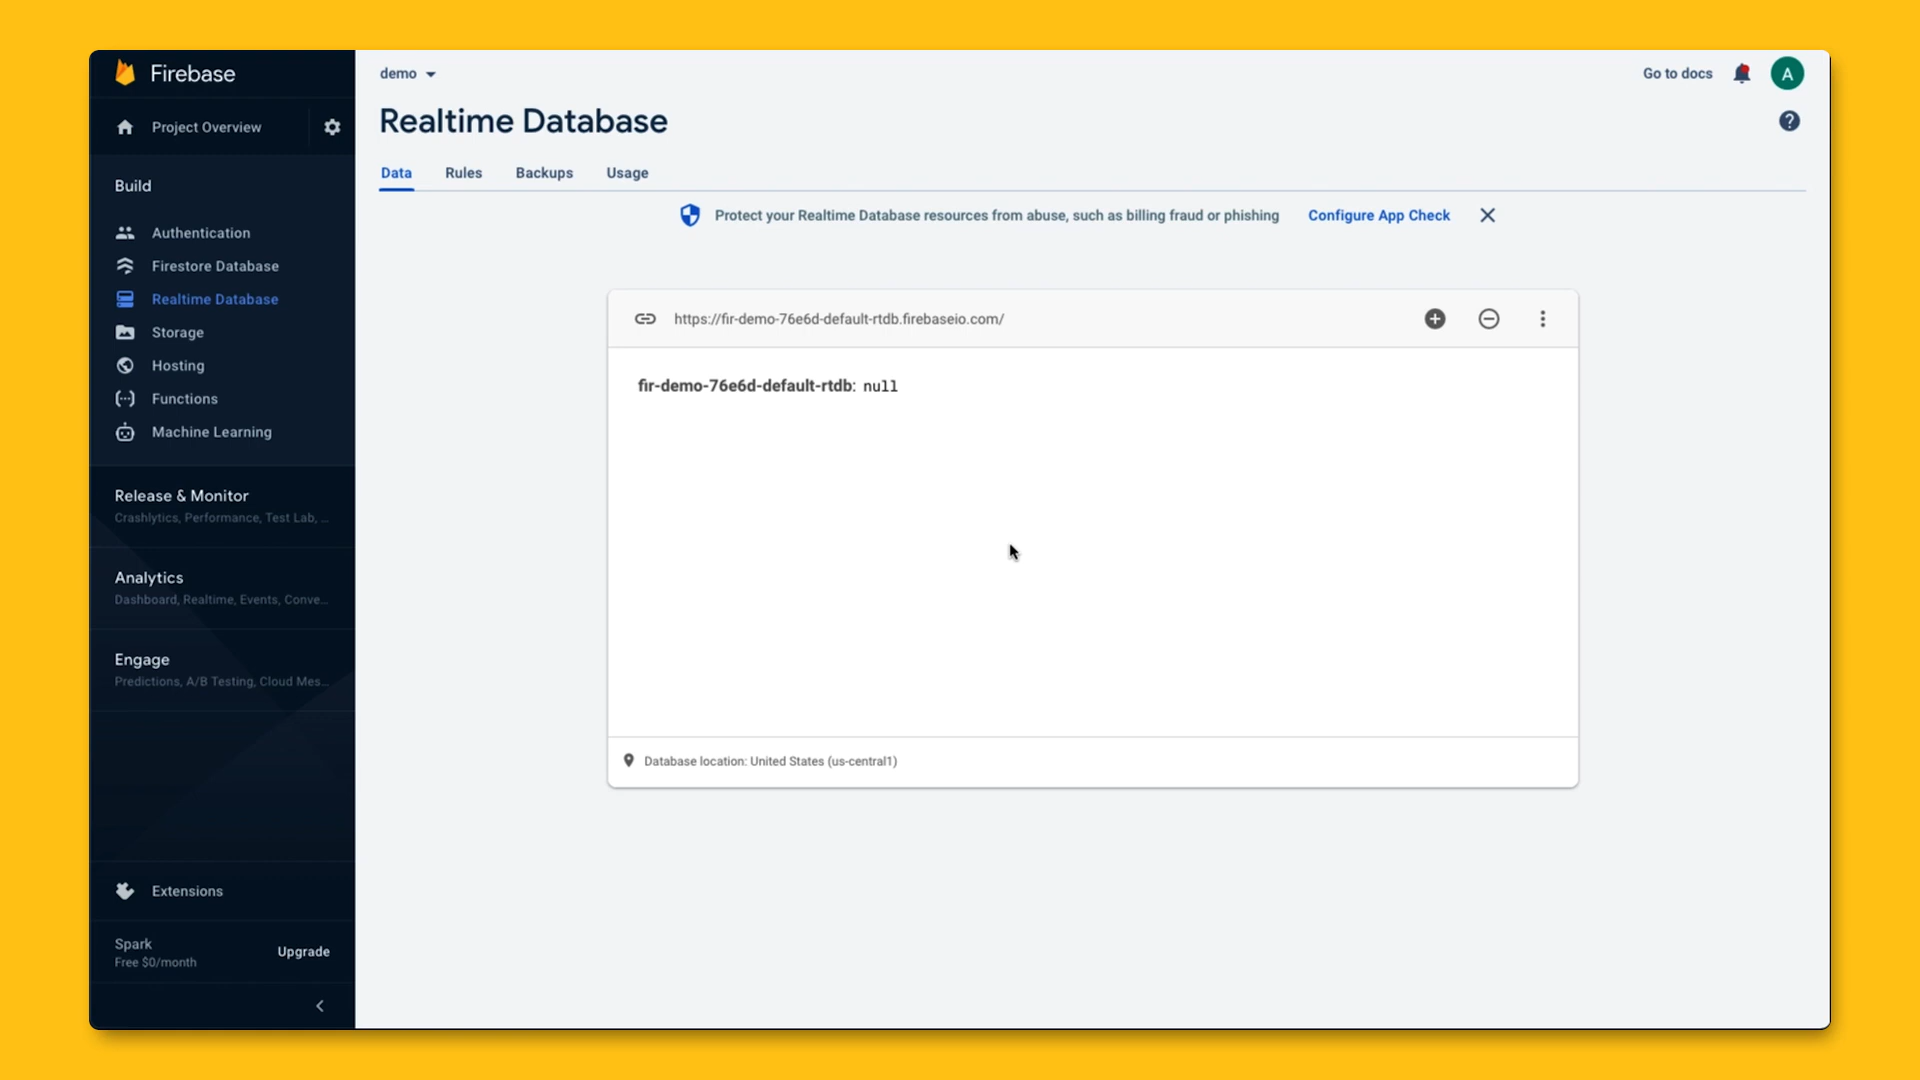 Firebase
Project Overview
Build
Authentication
Firestore Database
Realtime Database
Storage
Hosting
Functions
Machine Learning
Release & Monitor
Crashlytics, Performance, Test Lab, ...
Analytics
Dashboard, Realtime, Events, Conve...
Engage
Predictions, A/B Testing, Cloud Mes...
Extensions
Spark
Free $0/month
Upgrade
demo
Go to docs
A
Realtime Database
?
Data Rules Backups Usage
Protect your Realtime Database resources from abuse, such as billing fraud or phishing Configure App Check
https://fir-demo-76e6d-default-rtdb.firebaseio.com/
fir-demo-76e6d-default-rtdb: null
Database location: United States (us-central1)